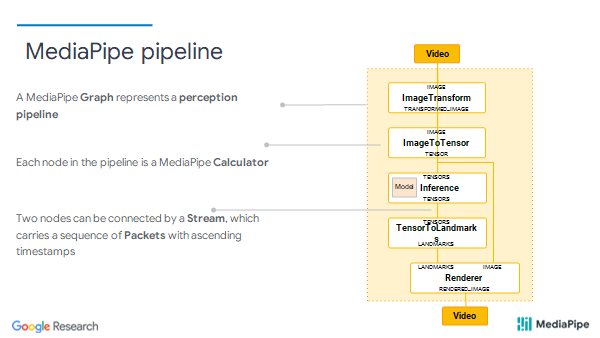 MediaPipe pipeline
A MediaPipe Graph represents a perception
pipeline
Each node in the pipeline is a MediaPipe Calculator
Two nodes can be connected by a Stream, which
carries a sequence of Packets with ascending
timestamps
Video
IMAGE
ImageTransform
TRANSFORMED_IMAGE
IMAGE
ImageToTensor
TENSOR
TENSORS
Model
Inference
TENSORS
TENSORS
TensorToLandmark
s
LANDMARKS
LANDMARKS IMAGE
Renderer
RENDERED_IMAGE
Video
Google Research
MediaPipe